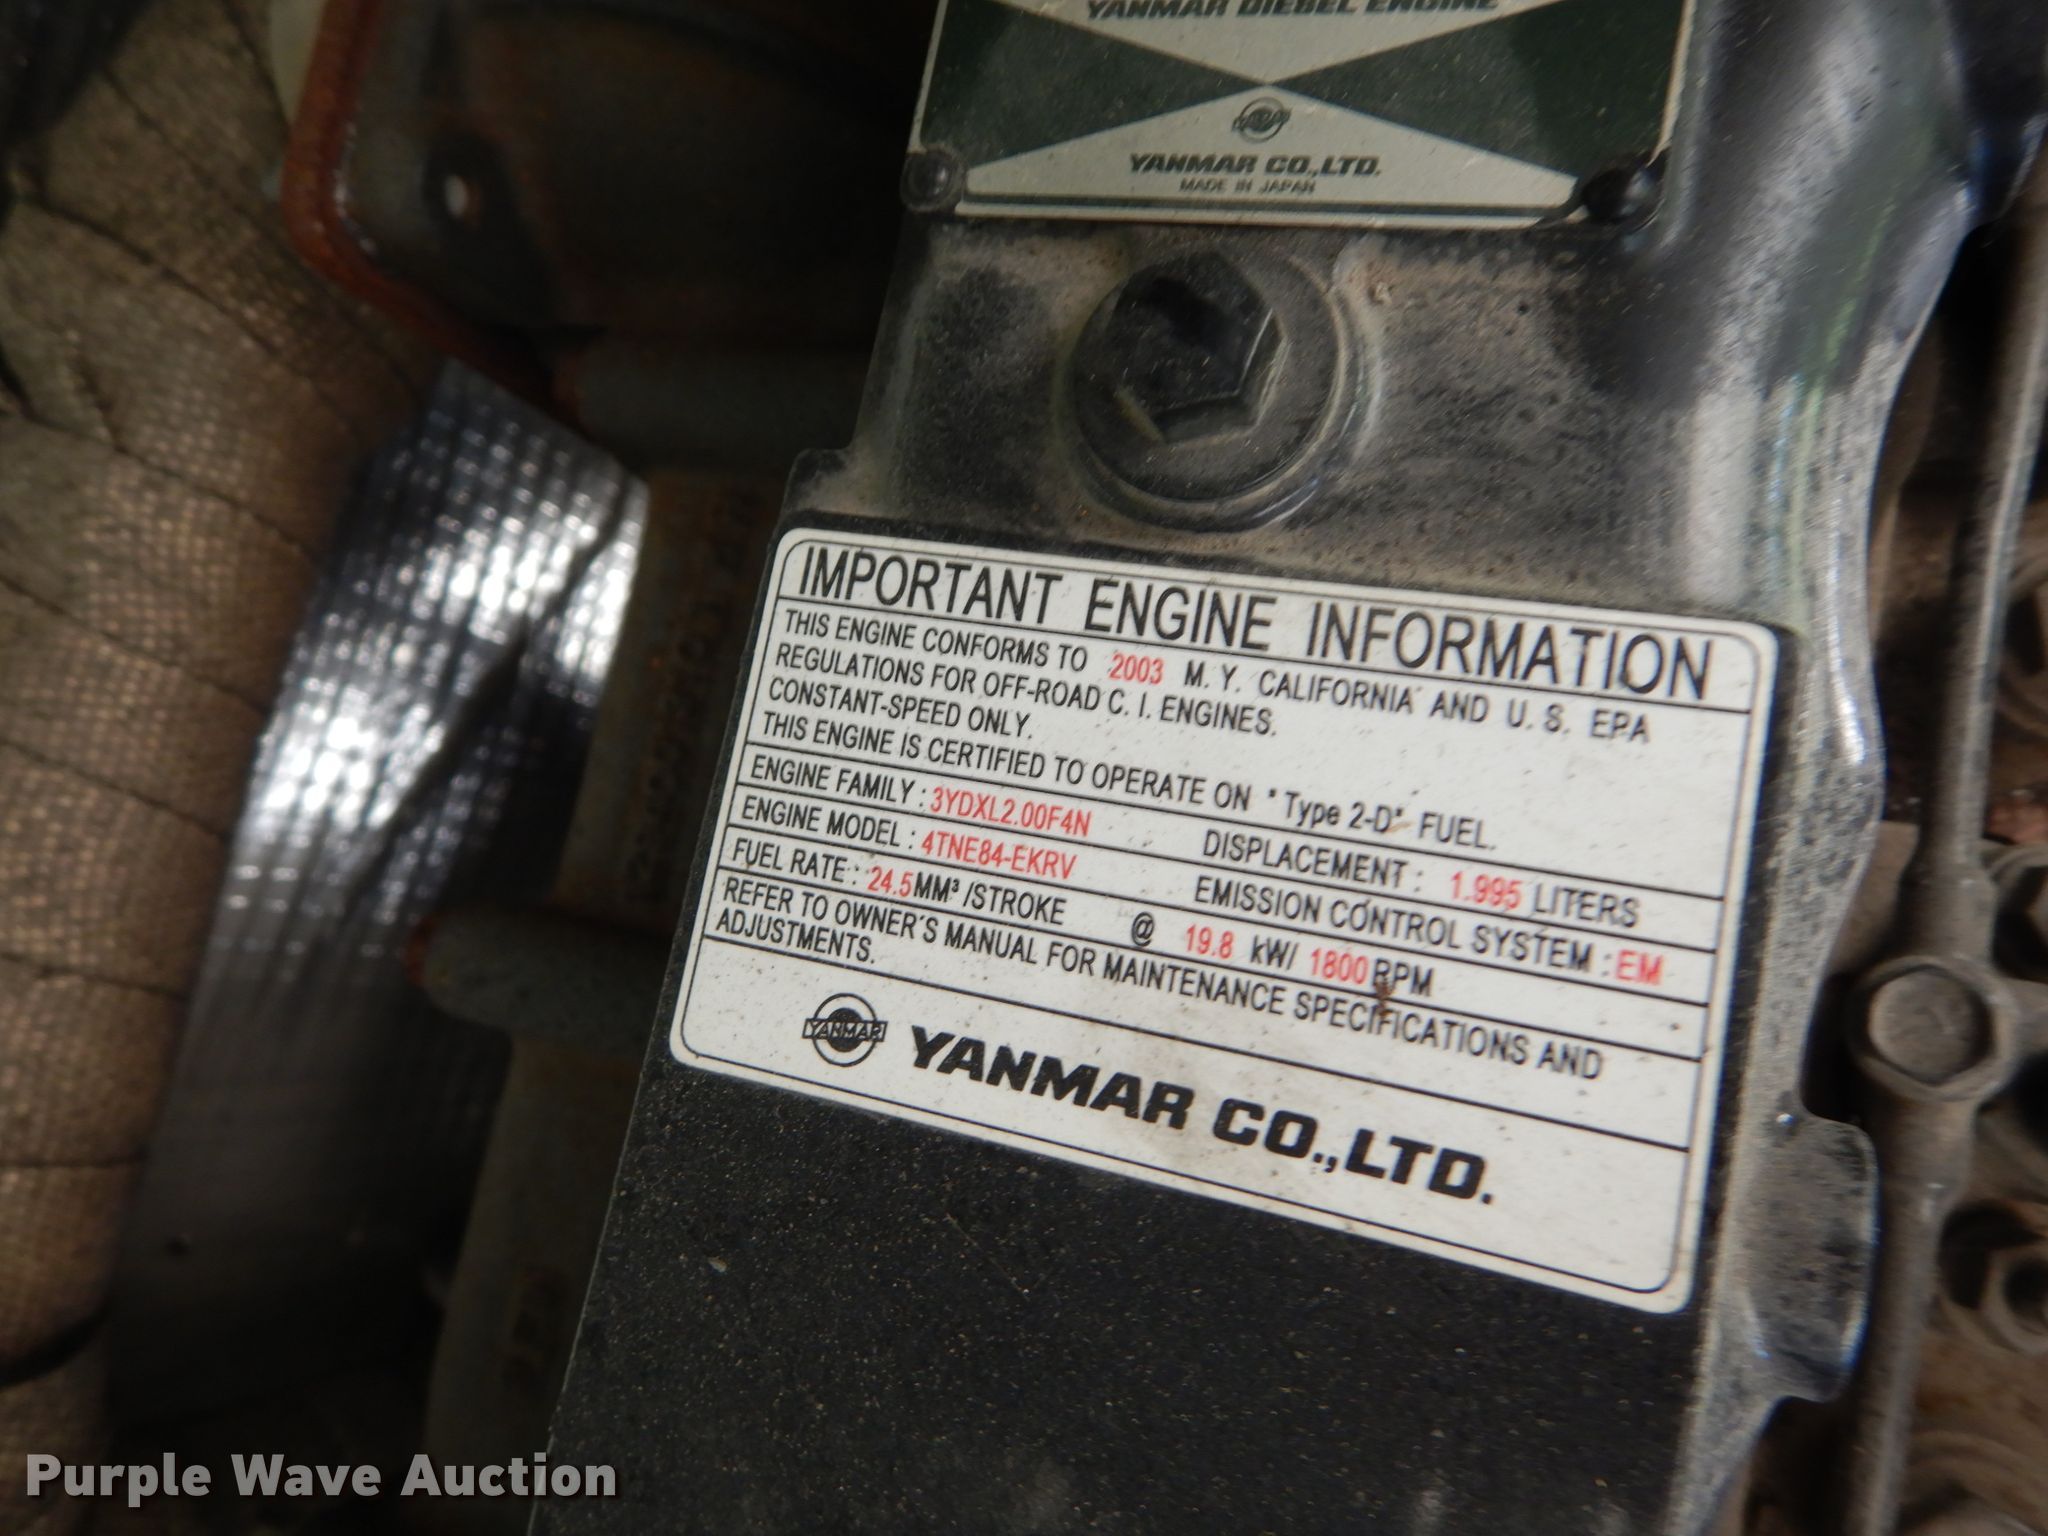 YANMAR DIESEL ENGINE
YANMAR CO.,LTD.
MADE IN JAPAN
IMPORTANT ENGINE INFORMATION
THIS ENGINE CONFORMS TO 2003 M. Y. CALIFORNIA AND U. S. EPA
REGULATIONS FOR OFF-ROAD C. I. ENGINES.
CONSTANT-SPEED ONLY.
THIS ENGINE IS CERTIFIED TO OPERATE ON "Type 2-D" FUEL.
ENGINE FAMILY : 3YDXL2.00F4N DISPLACEMENT : 1.995 LITERS
ENGINE MODEL : 4TNE84-EKRV EMISSION CONTROL SYSTEM : EM
FUEL RATE : 24.5MM³ /STROKE @ 19.8 kW/ 1800RPM
REFER TO OWNER'S MANUAL FOR MAINTENANCE SPECIFICATIONS AND
ADJUSTMENTS.
YANMAR YANMAR CO.,LTD.
Purple Wave Auction